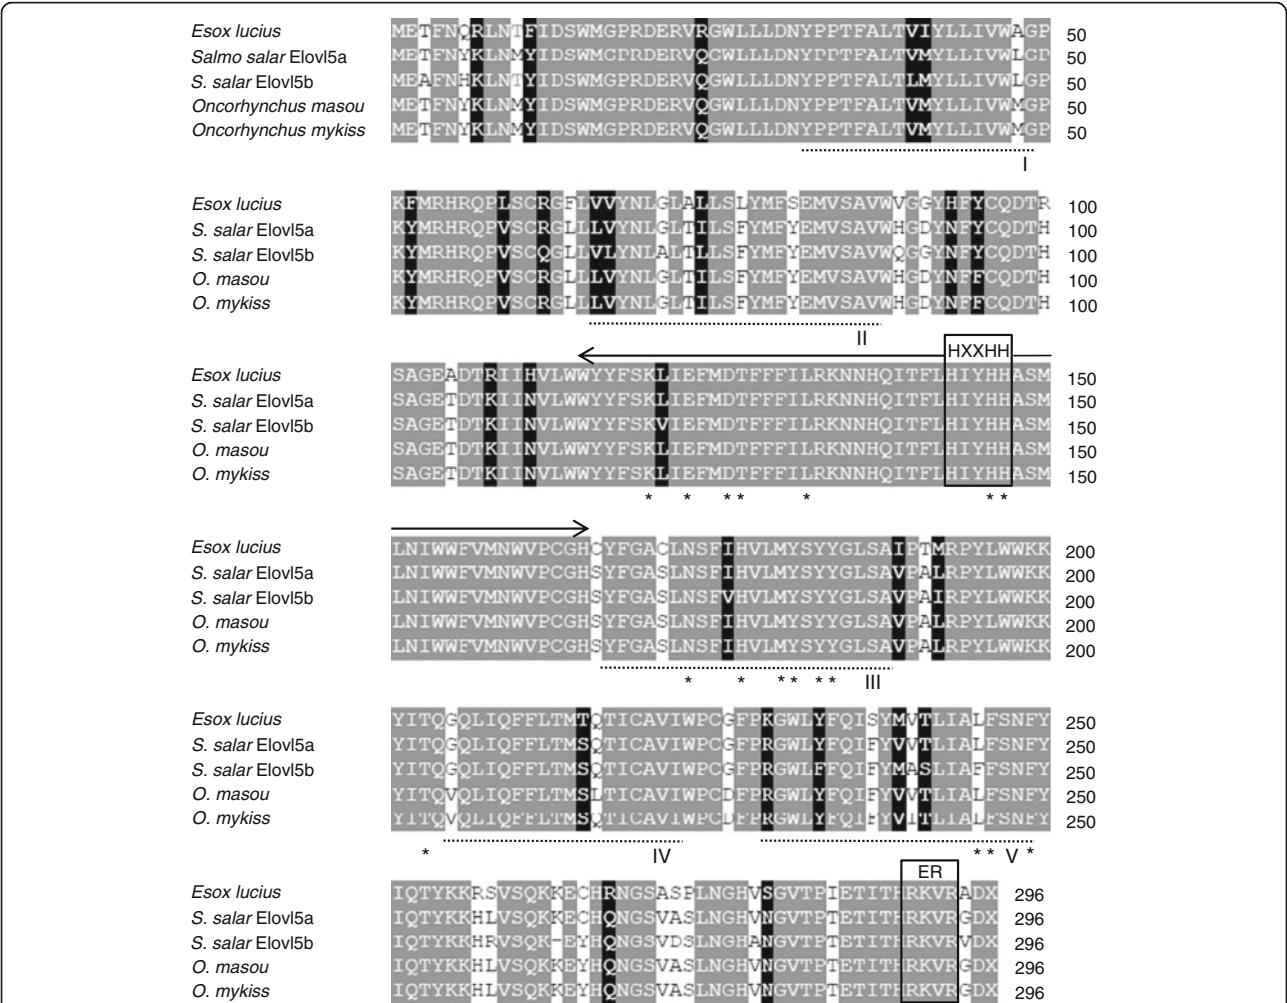 Esox lucius METFNQRLNTFIDSWMGPRDERVRGWLLLDNYPPTFALTVIYLLIVWAGP 50
Salmo salar Elovl5a METFNYKLNMYIDSWMGPRDERVQGWLLLDNYPPTFALTVMYLLIVWLGP 50
S. salar Elovl5b MEAFNHKLNTYIDSWMGPRDERVQGWLLLDNYPPTFALTLMYLLIVWLGP 50
Oncorhynchus masou METFNYKLNMYIDSWMGPRDERVQGWLLLDNYPPTFALTVMYLLIVWMGP 50
Oncorhynchus mykiss METFNYKLNMYIDSWMGPRDERVQGWLLLDNYPPTFALTVMYLLIVWMGP 50
I
Esox lucius KFMRHRQPLSCRGFLVVYNLGLALLSLYMFSEMVSAVWVGGYHFYCQDTR 100
S. salar Elovl5a KYMRHRQPVSCRGLLLVYNLGLTILSFYMFYEMVSAVWHGDYNFYCQDTH 100
S. salar Elovl5b KYMRHRQPVSCQGLLVLYNLALTLLSFYMFYEMVSAVWQGGYNFYCQDTH 100
O. masou KYMRHRQPVSCRGLLLVYNLGLTILSFYMFYEMVSAVWHGDYNFFCQDTH 100
O. mykiss KYMRHRQPVSCRGLLLVYNLGLTILSFYMFYEMVSAVWHGDYNFFCQDTH 100
II
HXXHH
Esox lucius SAGEADTRIIHVLWWYYFSKLIEFMDTFFFILRKNNHQITFLHIYHHASM 150
S. salar Elovl5a SAGETDTKIINVLWWYYFSKLIEFMDTFFFILRKNNHQITFLHIYHHASM 150
S. salar Elovl5b SAGETDTKIINVLWWYYFSKVIEFMDTFFFILRKNNHQITFLHIYHHASM 150
O. masou SAGETDTKIINVLWWYYFSKLIEFMDTFFFILRKNNHQITFLHIYHHASM 150
O. mykiss SAGETDTKIINVLWWYYFSKLIEFMDTFFFILRKNNHQITFLHIYHHASM 150
* * * * * * *
Esox lucius LNIWWFVMNWVPCGHCYFGACLNSFIHVLMYSYYGLSAIPTMRPYLWWKK 200
S. salar Elovl5a LNIWWFVMNWVPCGHSYFGASLNSFIHVLMYSYYGLSAVPALRPYLWWKK 200
S. salar Elovl5b LNIWWFVMNWVPCGHSYFGASLNSFVHVLMYSYYGLSAVPAIRPYLWWKK 200
O. masou LNIWWFVMNWVPCGHSYFGASLNSFIHVLMYSYYGLSAVPALRPYLWWKK 200
O. mykiss LNIWWFVMNWVPCGHSYFGASLNSFIHVLMYSYYGLSAVPALRPYLWWKK 200
* * * * * * III
Esox lucius YITQGQLIQFFLTMTQTICAVIWPCGFPKGWLYFQISYMVTLIALFSNFY 250
S. salar Elovl5a YITQGQLIQFFLTMSQTICAVIWPCGFPRGWLYFQIFYVVTLIALFSNFY 250
S. salar Elovl5b YITQGQLIQFFLTMSQTICAVIWPCGFPRGWLFFQIFYMASLIAFFSNFY 250
O. masou YITQVQLIQFFLTMSLTICAVIWPCDFPRGWLYFQIFYVVTLIALFSNFY 250
O. mykiss YITQVQLIQFFLTMSQTICAVIWPCDFPRGWLYFQIFYVITLIALFSNFY 250
* IV * * V *
ER
Esox lucius IQTYKKRSVSQKKECHRNGSASPLNGHVSGVTPIETITHRKVRADX 296
S. salar Elovl5a IQTYKKHLVSQKKECHQNGSVASLNGHVNGVTPTETITHRKVRGDX 296
S. salar Elovl5b IQTYKKHRVSQK-EYHQNGSVDSLNGHANGVTPTETITHRKVRVDX 296
O. masou IQTYKKHLVSQKKEYHQNGSVASLNGHVNGVTPTETITHRKVRGDX 296
O. mykiss IQTYKKHLVSQKKEYHQNGSVASLNGHVNGVTPTETITHRKVRGDX 296